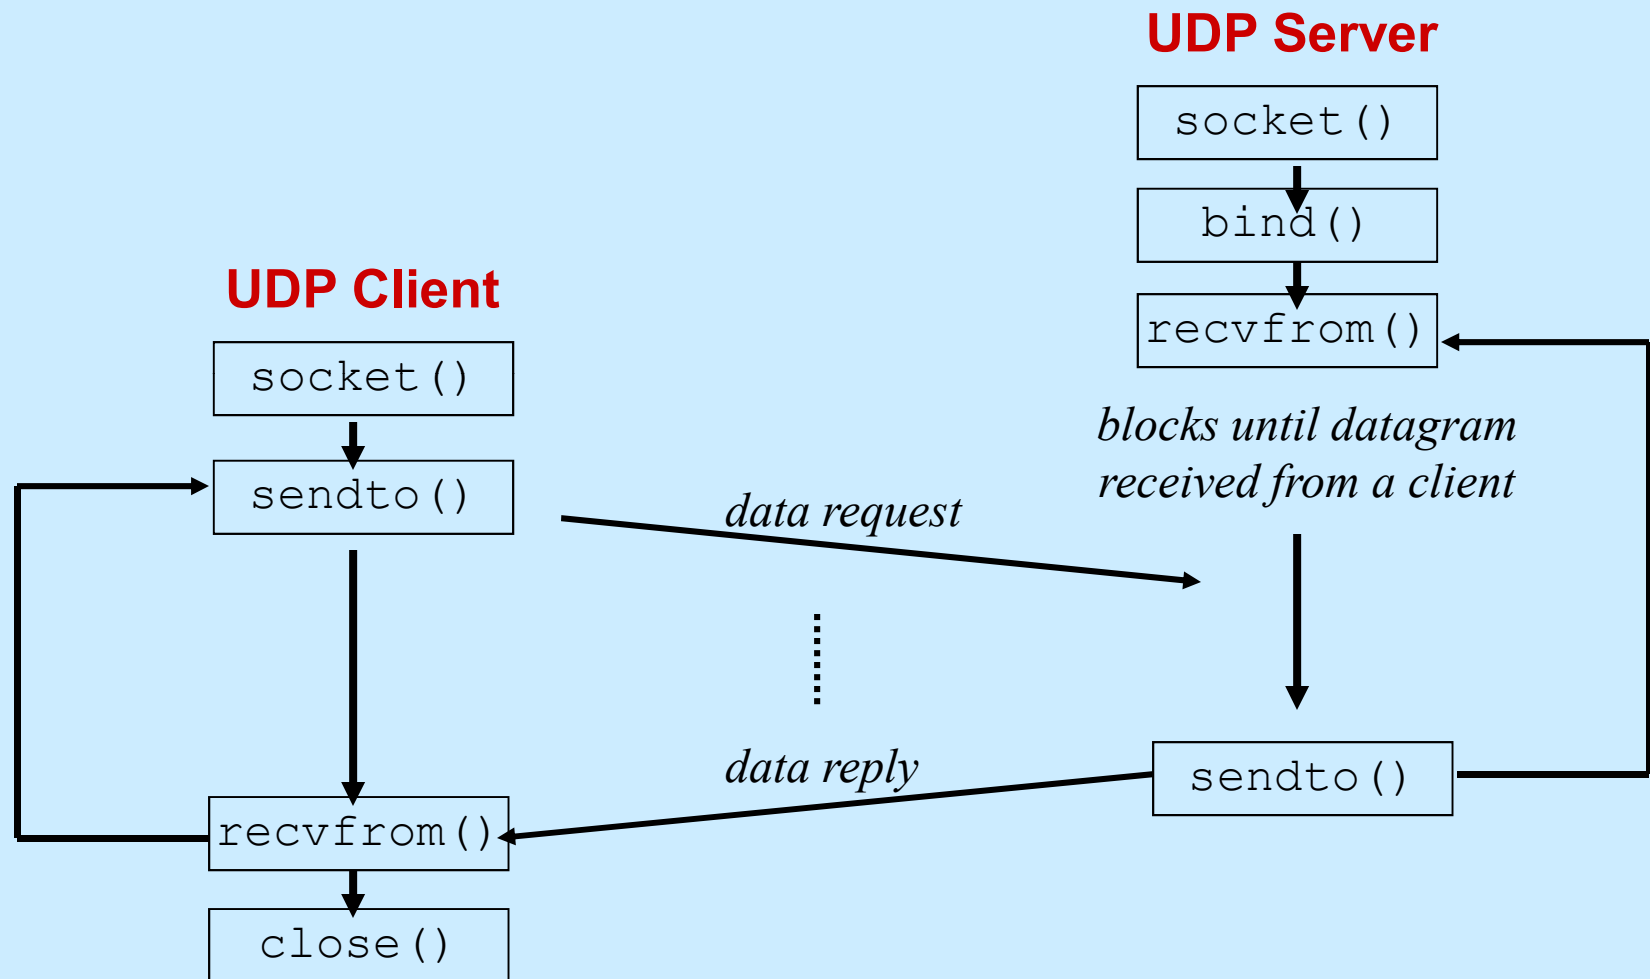 UDP Server
socket()
bind()
recvfrom()
blocks until datagram
received from a client
sendto()
UDP Client
socket()
sendto()
data request
data reply
recvfrom()
close()